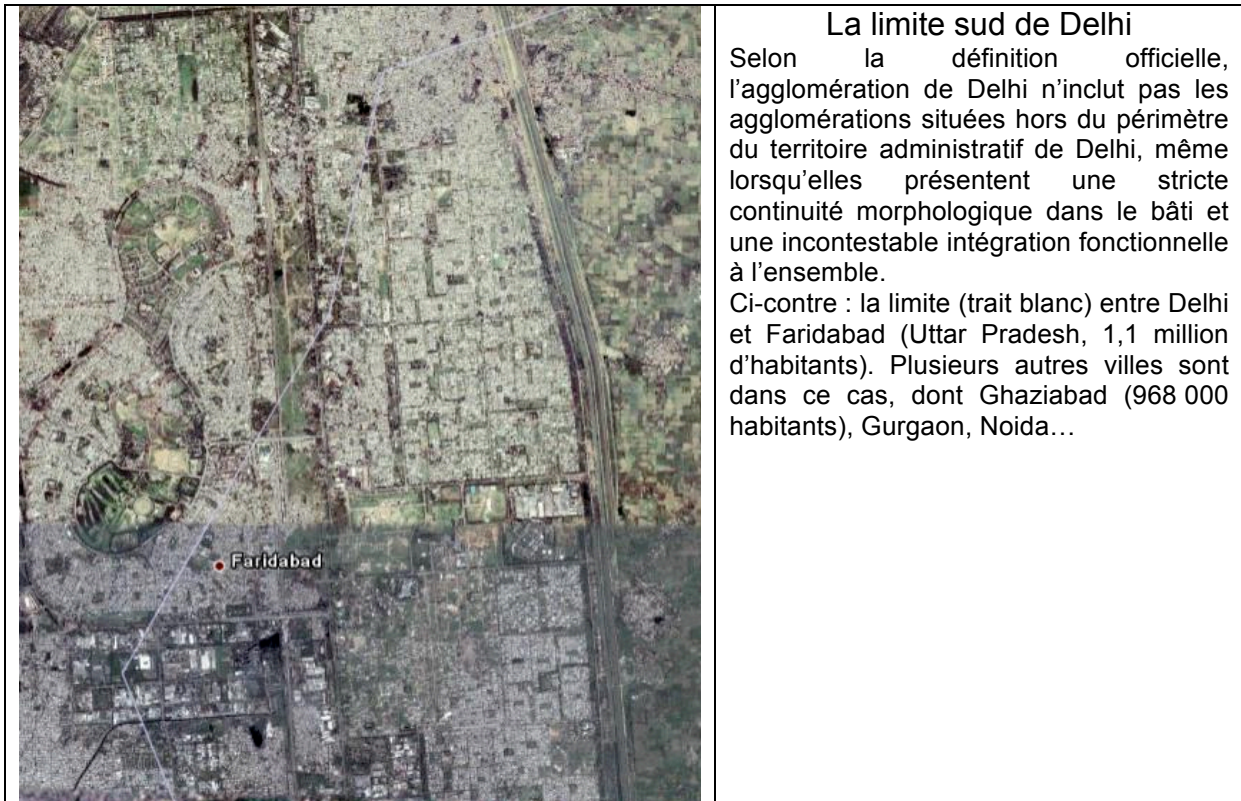 La limite sud de Delhi
Selon la définition officielle,
l’agglomération de Delhi n’inclut pas les
agglomérations situées hors du périmètre
du territoire administratif de Delhi, même
lorsqu’elles présentent une stricte
continuité morphologique dans le bâti et
une incontestable intégration fonctionnelle
à l’ensemble.
Ci-contre : la limite (trait blanc) entre Delhi
et Faridabad (Uttar Pradesh, 1,1 million
d’habitants). Plusieurs autres villes sont
dans ce cas, dont Ghaziabad (968 000
habitants), Gurgaon, Noida…
Faridabad